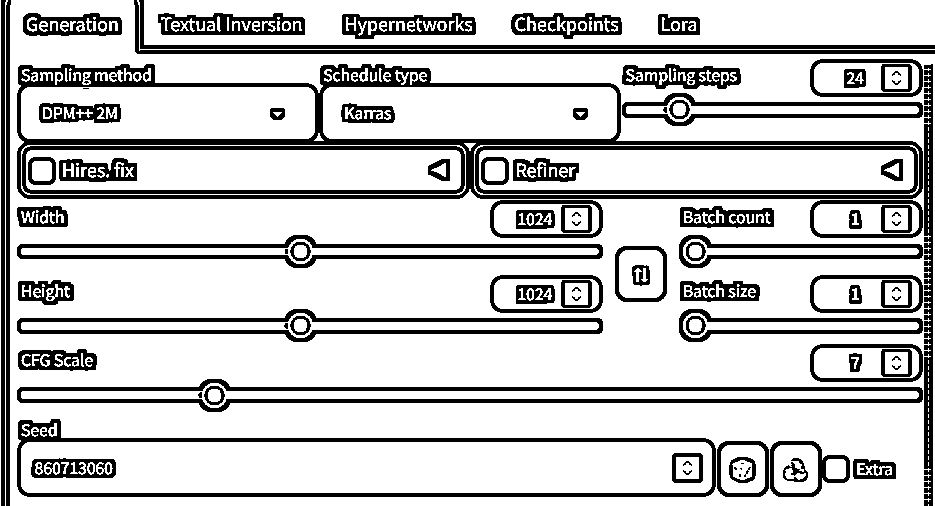 Generation Textual Inversion Hypernetworks Checkpoints Lora
Sampling method Schedule type Sampling steps 24
DPM++ 2M Karras
Hires. fix Refiner
Width 1024 Batch count 1
Height 1024 Batch size 1
CFG Scale 7
Seed
860713060 Extra